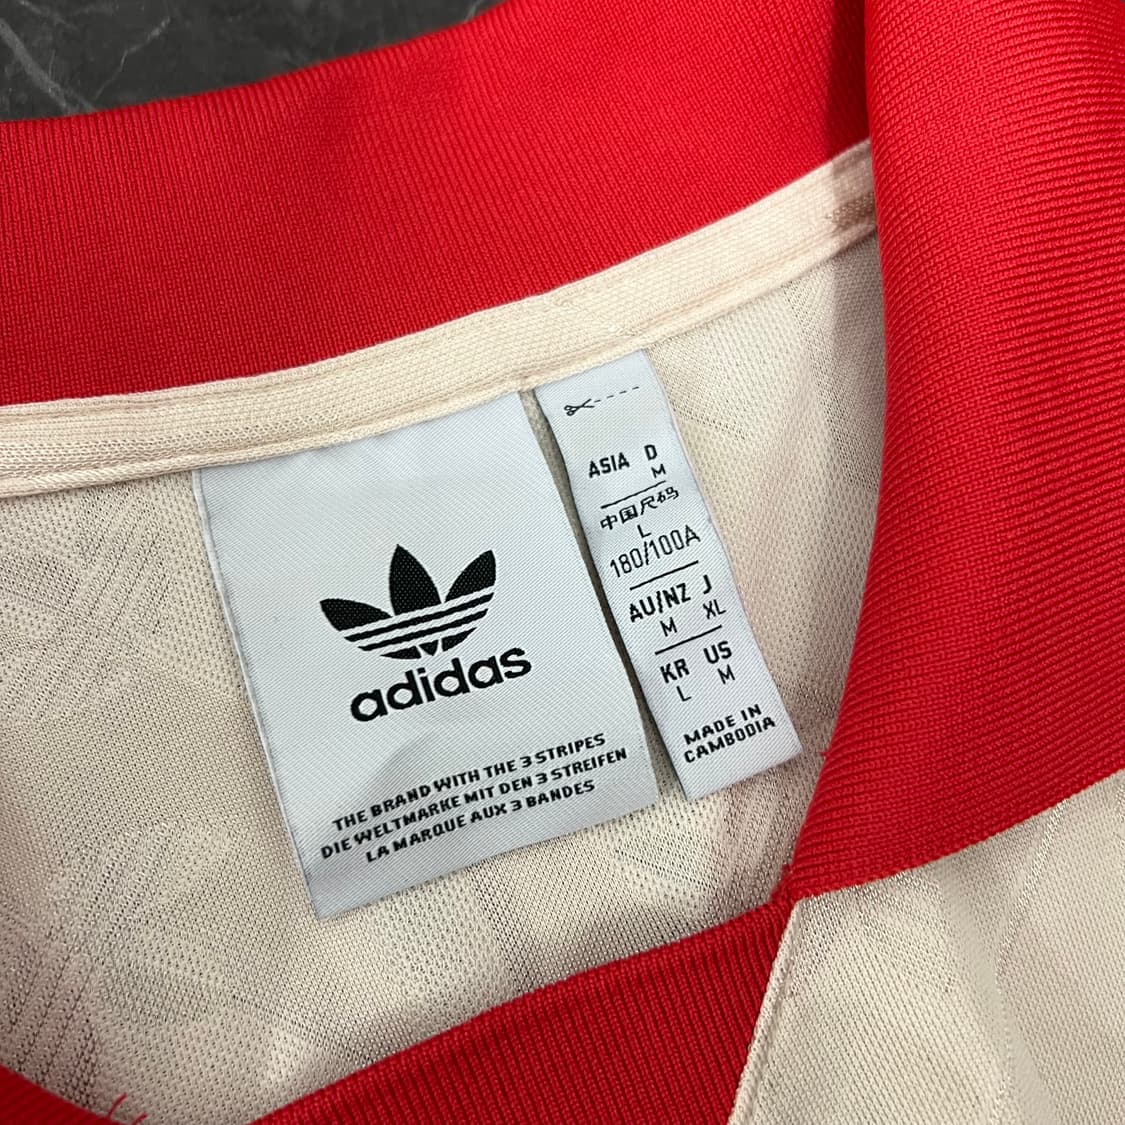 adidas
THE BRAND WITH THE 3 STRIPES
DIE WELTMARKE MIT DEN 3 STREIFEN
LA MARQUE AUX 3 BANDES
ASIA D
M
中国尺码
L
180/100A
AU/NZ J
M XL
KR US
L M
MADE IN
CAMBODIA